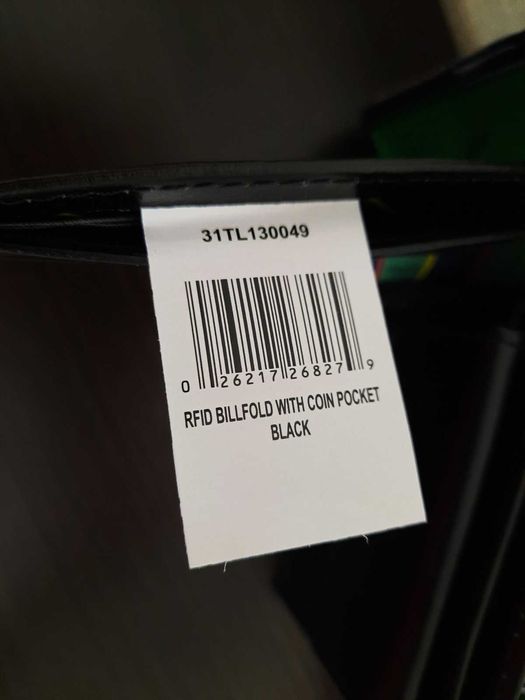 31TL130049
0 26217 26827 9
RFID BILLFOLD WITH COIN POCKET
BLACK